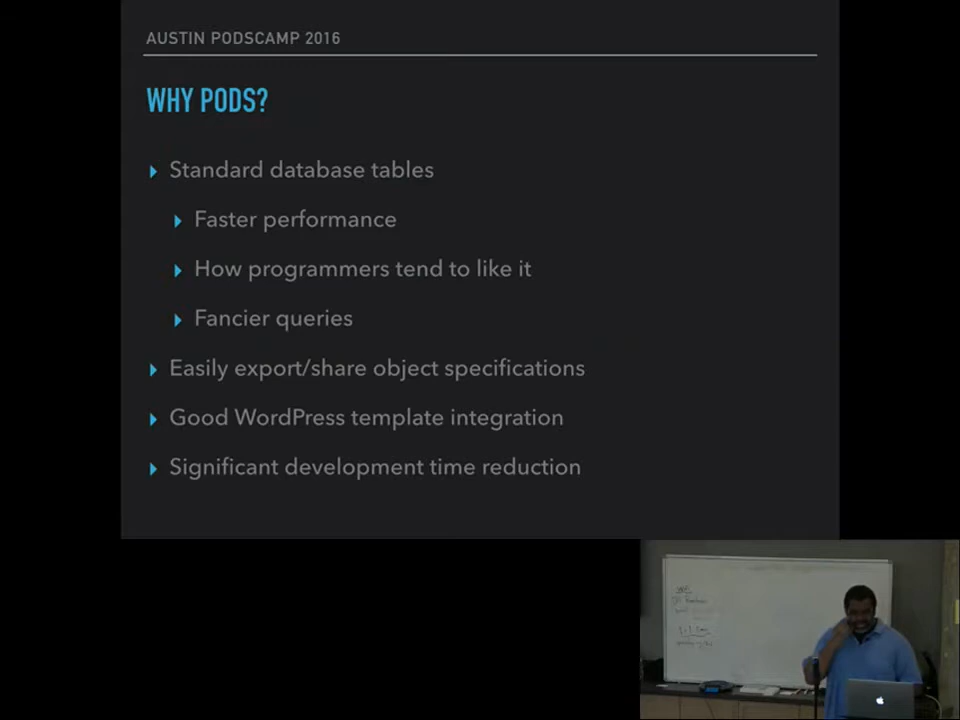 AUSTIN PODSCAMP 2016
WHY PODS?
Standard database tables
Faster performance
How programmers tend to like it
Fancier queries
Easily export/share object specifications
Good WordPress template integration
Significant development time reduction